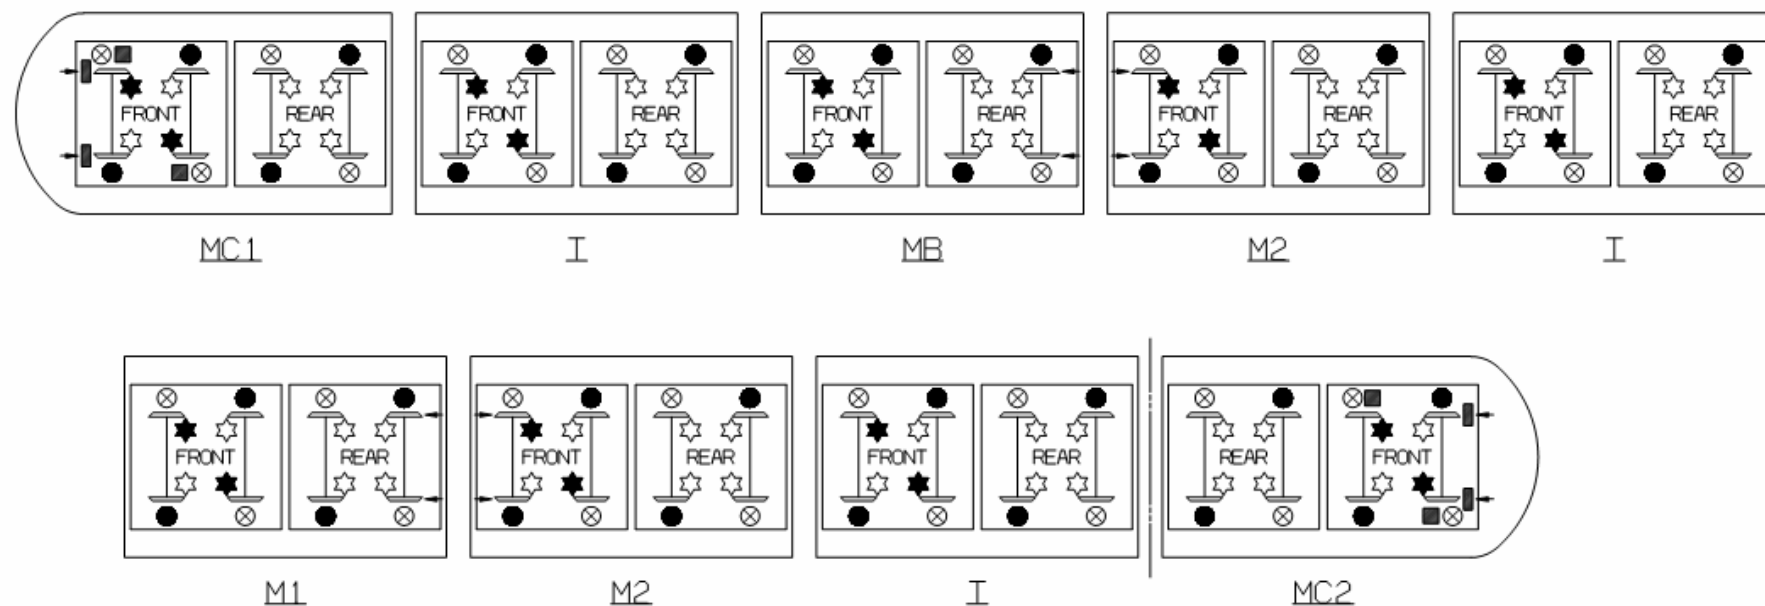 FRONT REAR FRONT REAR FRONT REAR FRONT REAR FRONT REAR
MC1 I MB M2 I
FRONT REAR FRONT REAR FRONT REAR REAR FRONT
M1 M2 I MC2